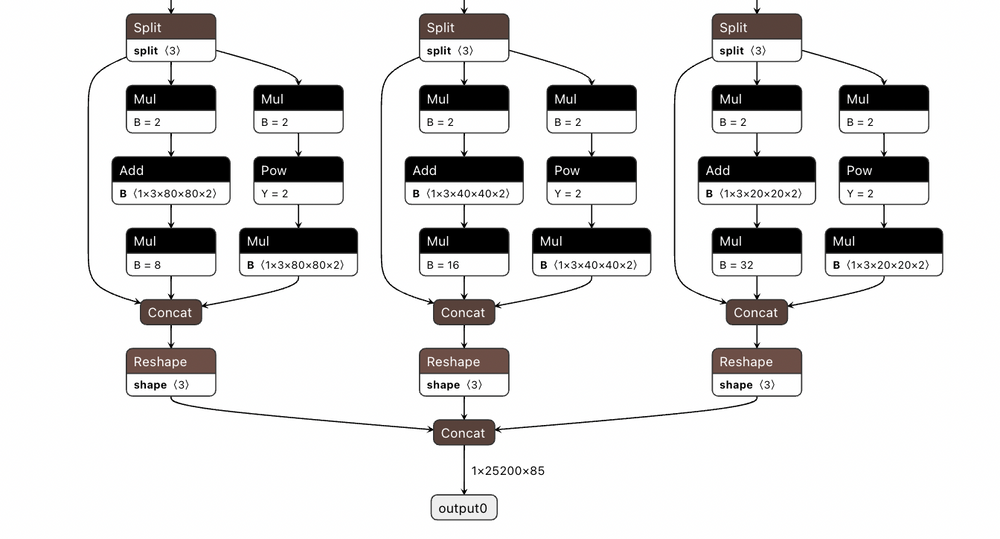 Split
split ⟨3⟩
Split
split ⟨3⟩
Split
split ⟨3⟩
Mul
B = 2
Mul
B = 2
Mul
B = 2
Mul
B = 2
Mul
B = 2
Mul
B = 2
Add
B ⟨1×3×80×80×2⟩
Pow
Y = 2
Add
B ⟨1×3×40×40×2⟩
Pow
Y = 2
Add
B ⟨1×3×20×20×2⟩
Pow
Y = 2
Mul
B = 8
Mul
B ⟨1×3×80×80×2⟩
Mul
B = 16
Mul
B ⟨1×3×40×40×2⟩
Mul
B = 32
Mul
B ⟨1×3×20×20×2⟩
Concat
Concat
Concat
Reshape
shape ⟨3⟩
Reshape
shape ⟨3⟩
Reshape
shape ⟨3⟩
Concat
1×25200×85
output0